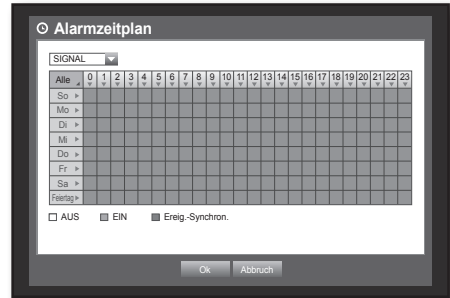 Alarmzeitplan
SIGNAL
Alle 0 1 2 3 4 5 6 7 8 9 10 11 12 13 14 15 16 17 18 19 20 21 22 23
So
Mo
Di
Mi
Do
Fr
Sa
Feiertag
AUS EIN Ereig.-Synchron.
Ok Abbruch